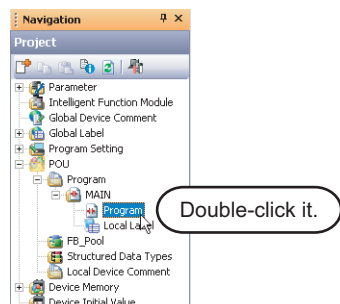 Navigation
Project
Parameter
Intelligent Function Module
Global Device Comment
Global Label
Program Setting
POU
Program
MAIN
Program
Double-click it.
Local Label
FB_Pool
Structured Data Types
Local Device Comment
Device Memory
Device Initial Value